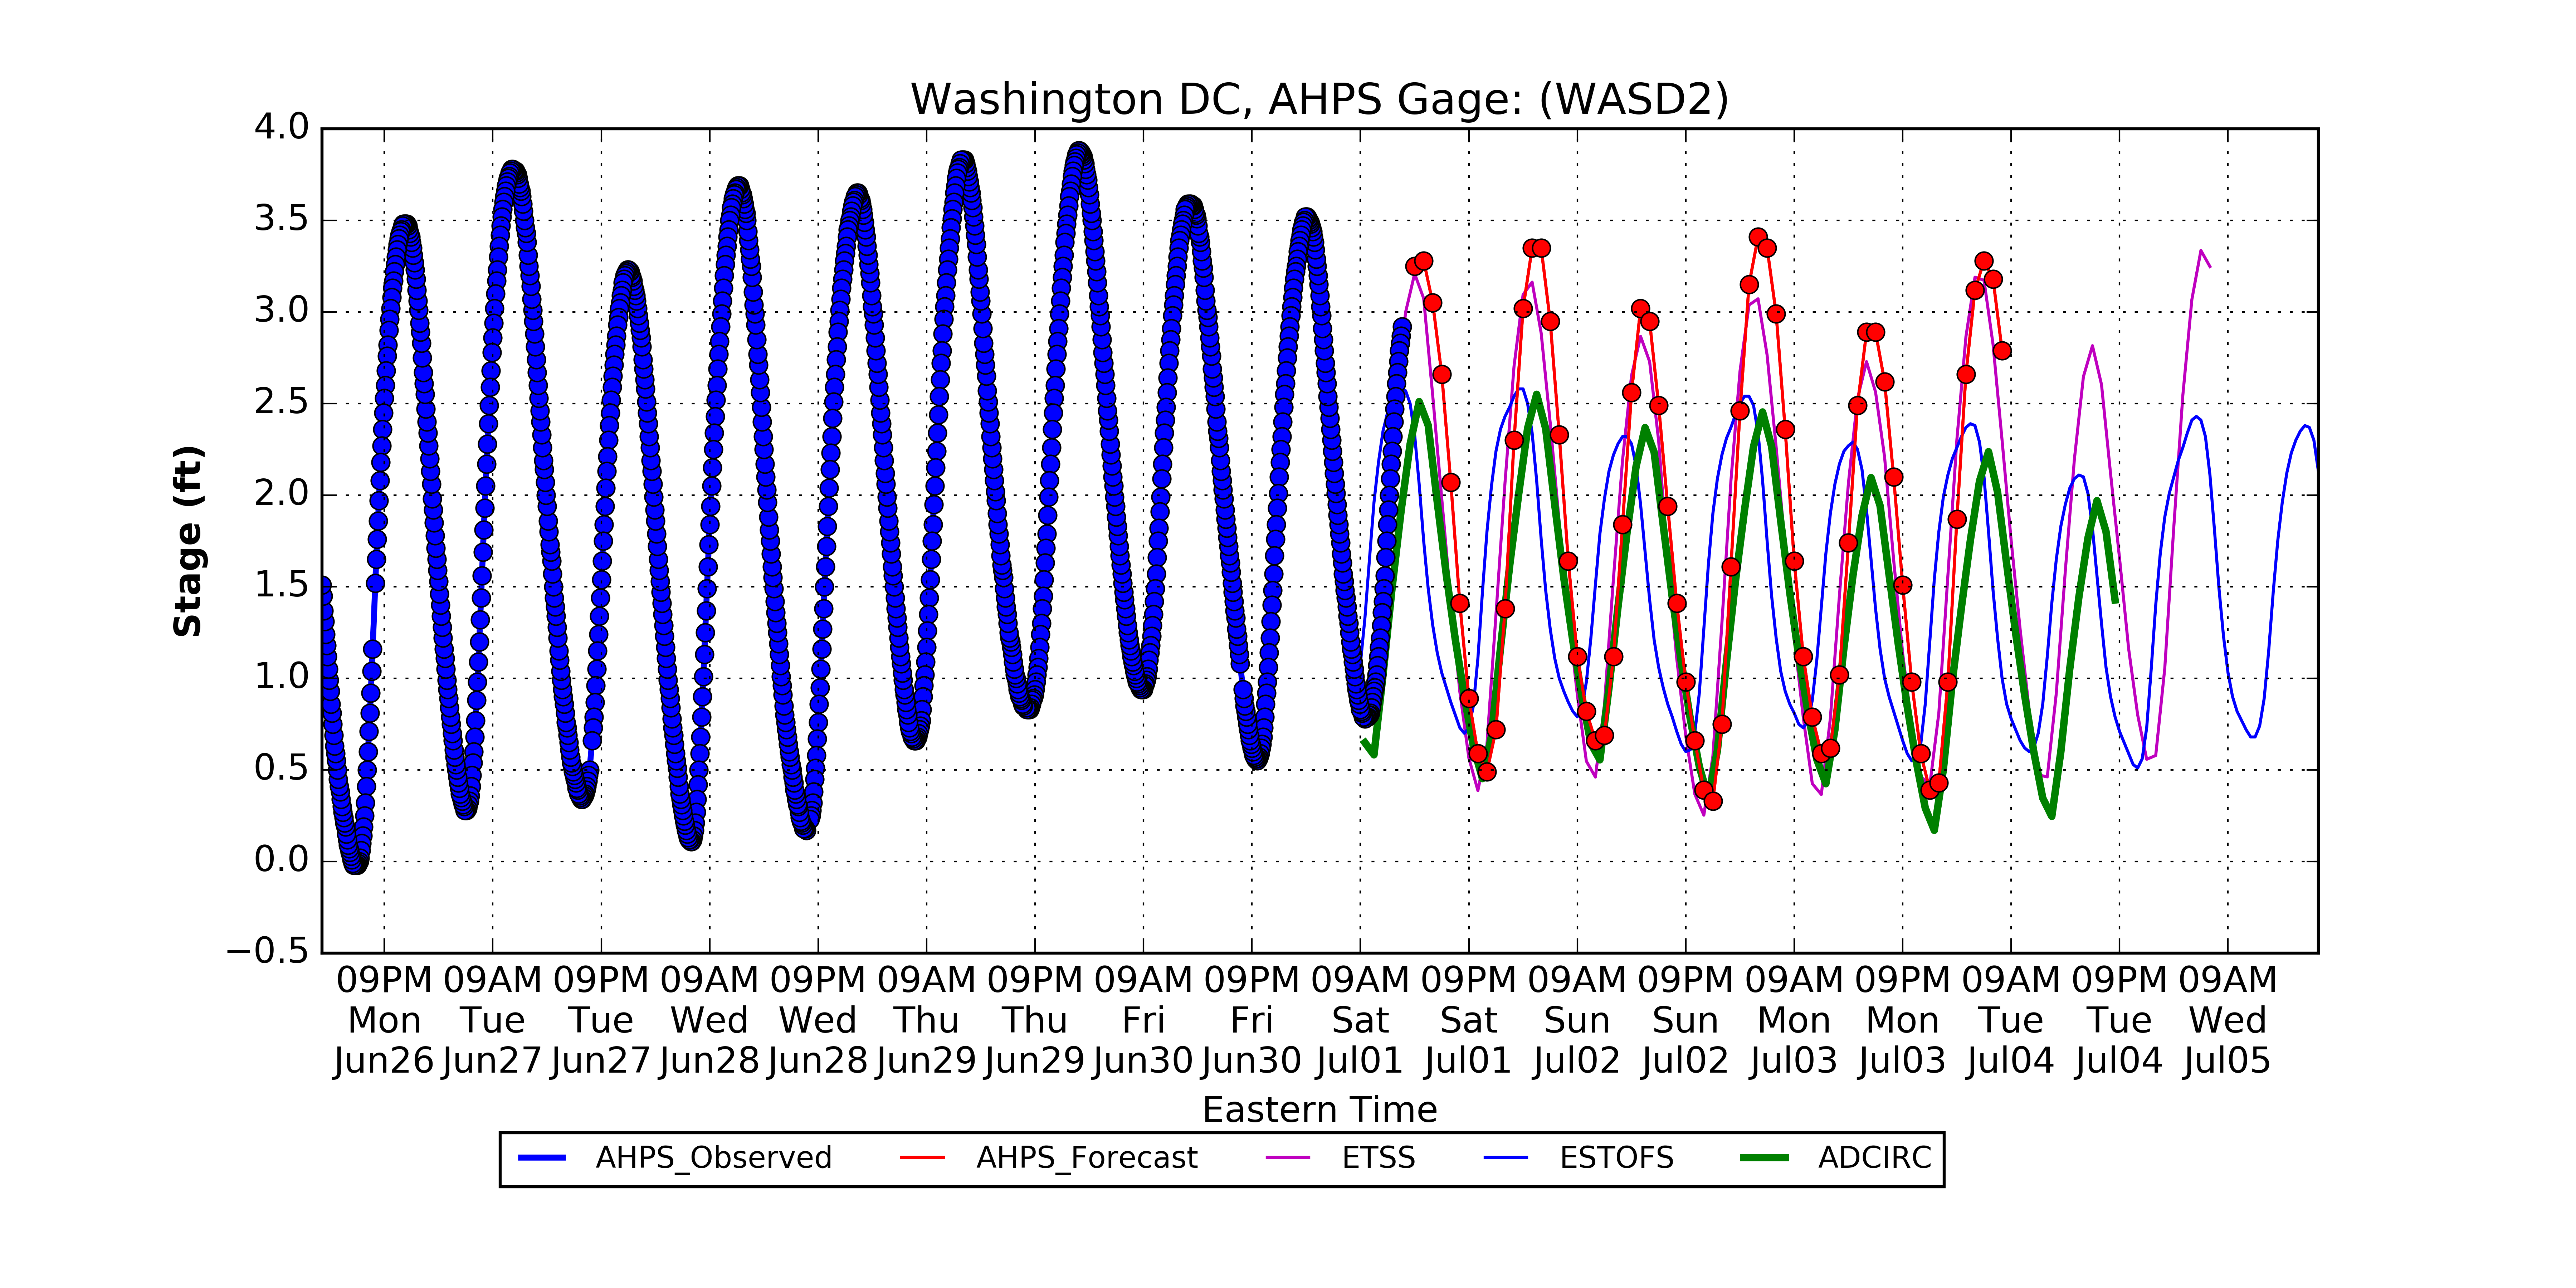 Washington DC, AHPS Gage: (WASD2)
4.0
3.5
3.0
2.5
2.0
1.5
1.0
0.5
0.0
−0.5
Stage (ft)
09PM 09AM 09PM 09AM 09PM 09AM 09PM 09AM 09PM 09AM 09PM 09AM 09PM 09AM 09PM 09AM 09PM 09AM
Mon Tue Tue Wed Wed Thu Thu Fri Fri Sat Sat Sun Sun Mon Mon Tue Tue Wed
Jun26 Jun27 Jun27 Jun28 Jun28 Jun29 Jun29 Jun30 Jun30 Jul01 Jul01 Jul02 Jul02 Jul03 Jul03 Jul04 Jul04 Jul05
Eastern Time
AHPS_Observed AHPS_Forecast ETSS ESTOFS ADCIRC